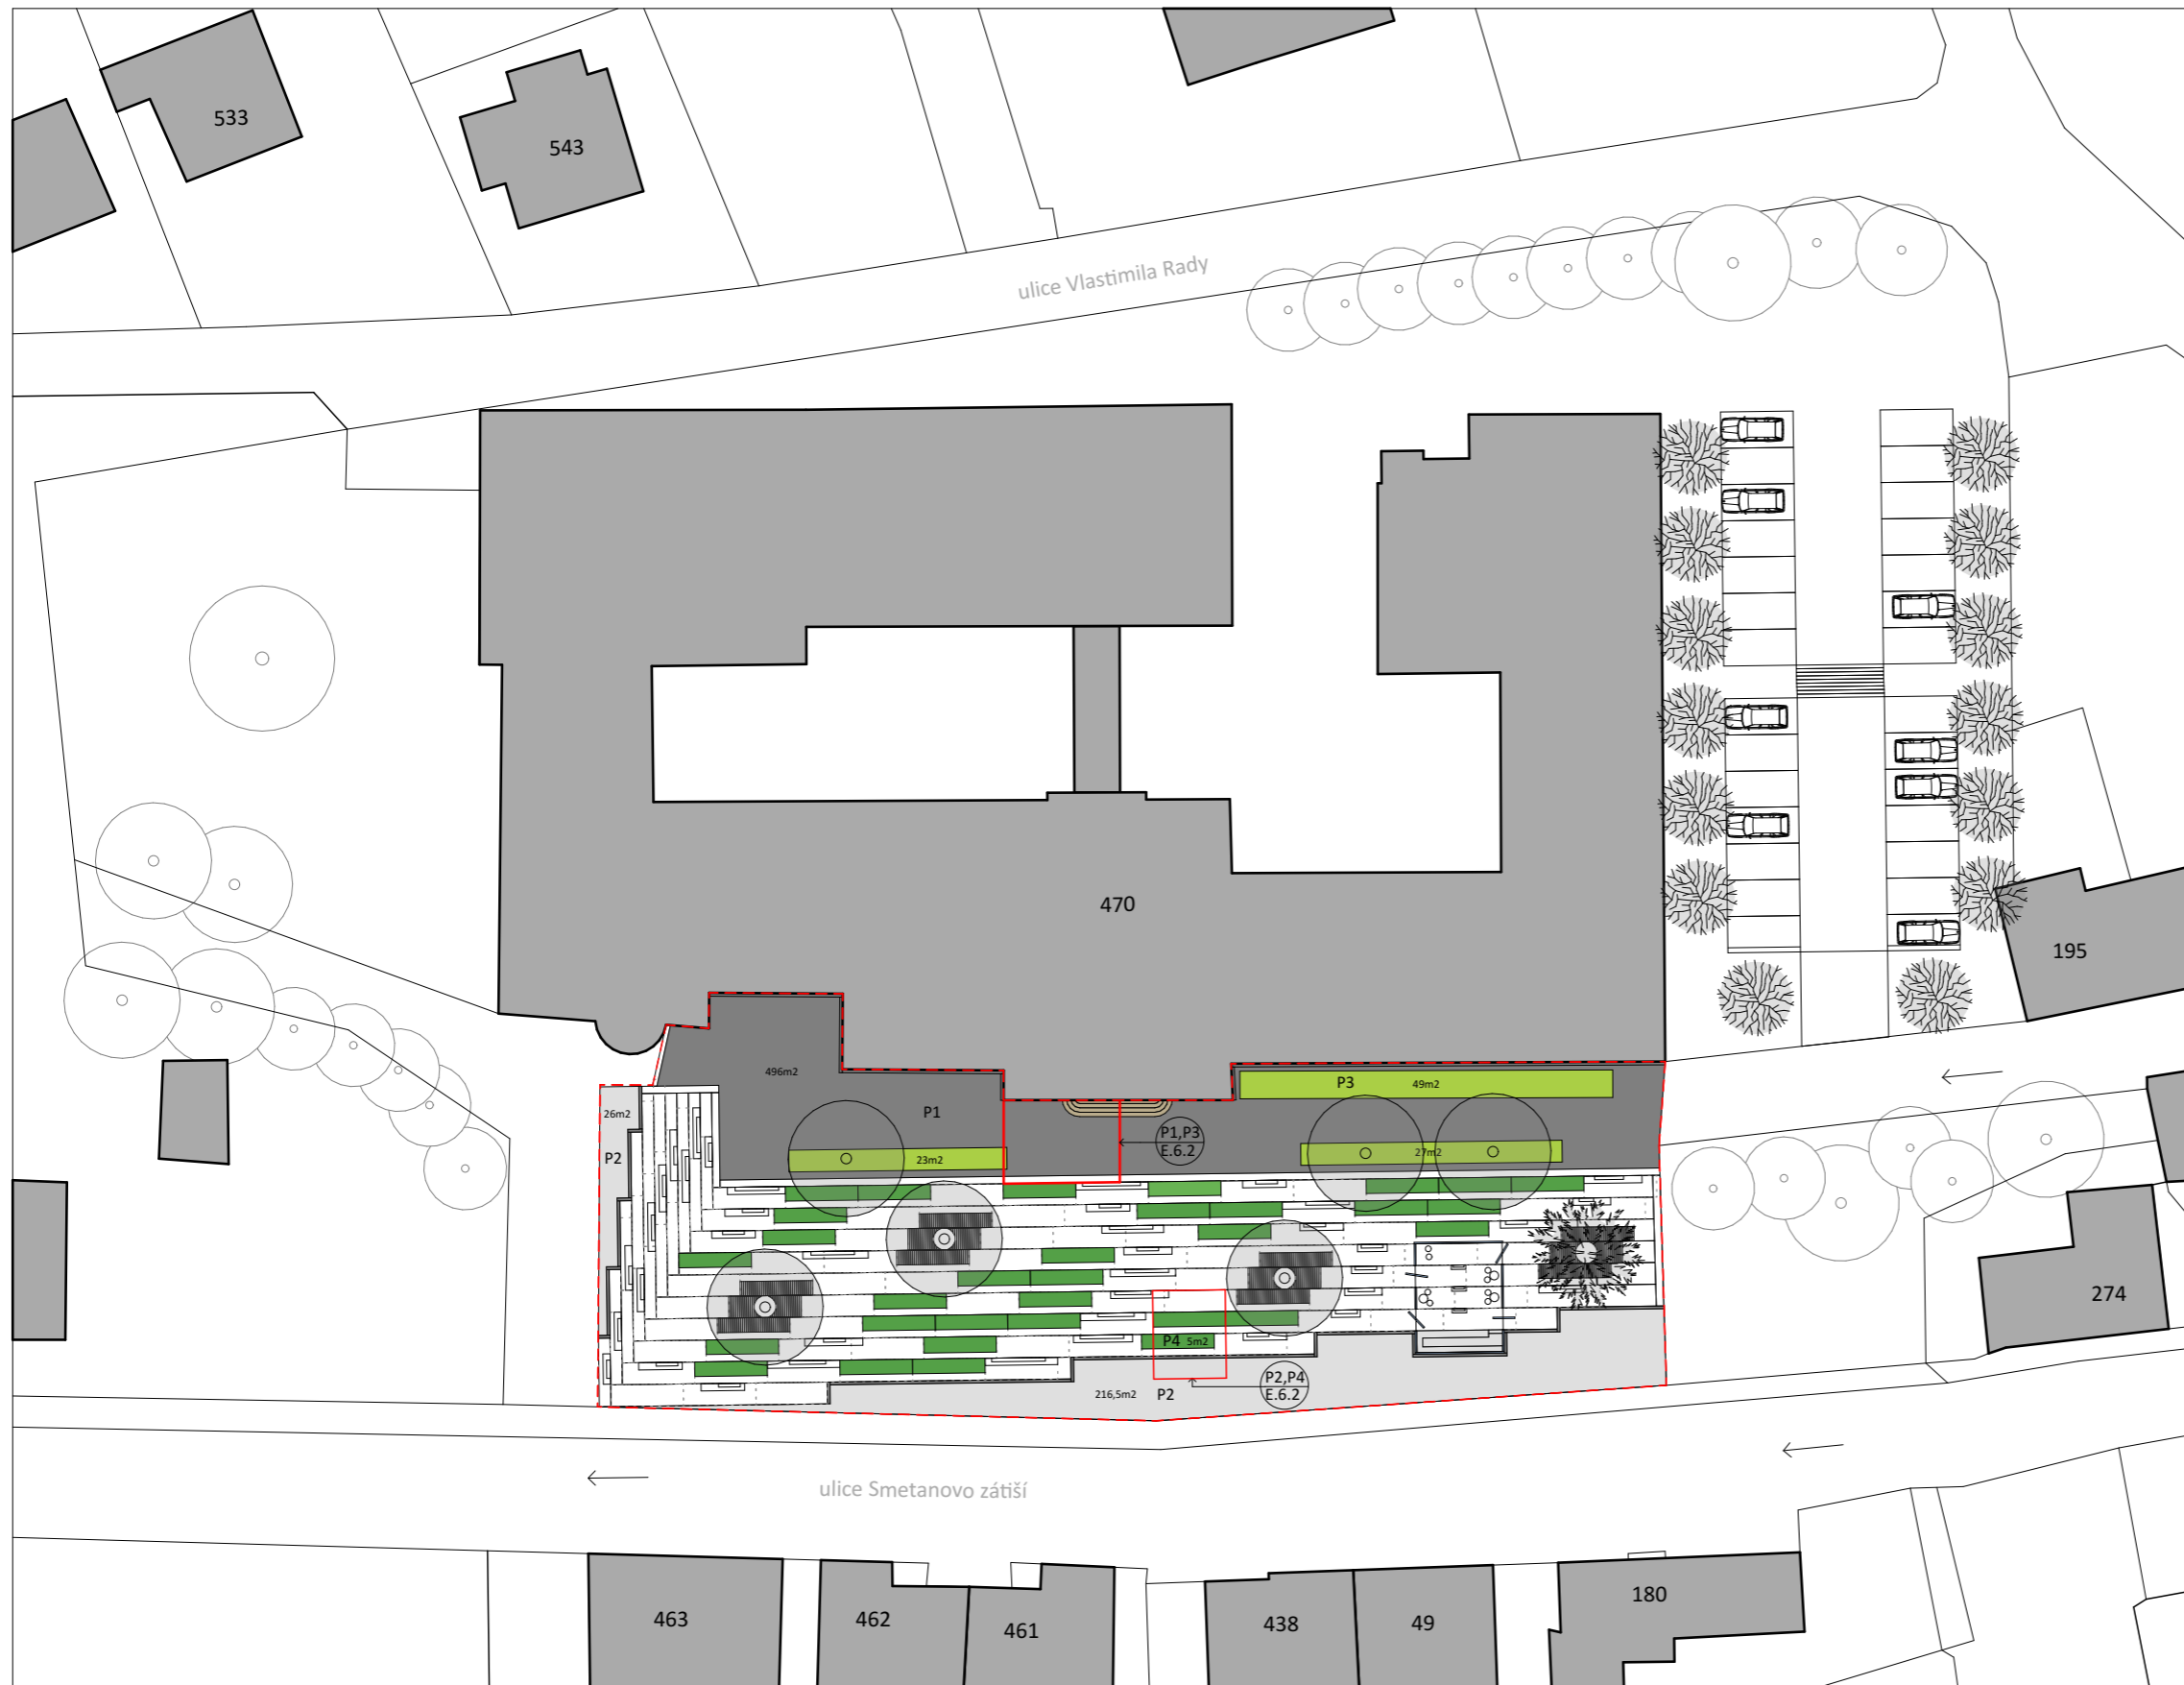 533
543
ulice Vlastimila Rady
470
195
496m2
P3
49m2
26m2
P1
P1,P3
E.6.2
P2
23m2
27m2
274
P4 5m2
P2,P4
E.6.2
216,5m2
P2
ulice Smetanovo zátiší
463
462
461
438
49
180